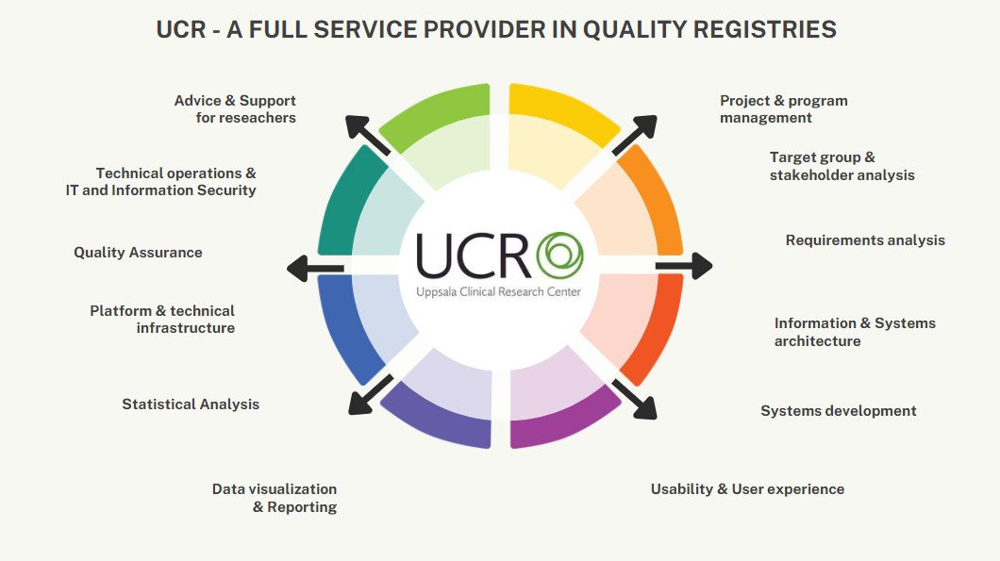 UCR - A FULL SERVICE PROVIDER IN QUALITY REGISTRIES
Advice & Support
for reseachers
Technical operations &
IT and Information Security
Quality Assurance
Platform & technical
infrastructure
Statistical Analysis
Data visualization
& Reporting
UCR
Uppsala Clinical Research Center
Project & program
management
Target group &
stakeholder analysis
Requirements analysis
Information & Systems
architecture
Systems development
Usability & User experience